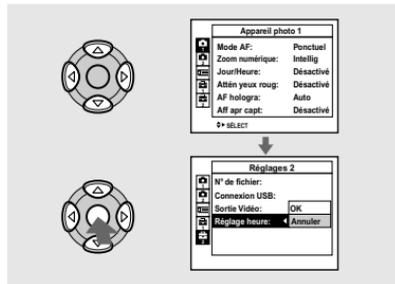 Appareil photo 1
Mode AF: Ponctuel
Zoom numérique: Intellig
Jour/Heure: Désactivé
Attén yeux roug: Désactivé
AF hologra: Auto
Aff apr capt: Désactivé
SÉLECT
Réglages 2
N° de fichier:
Connexion USB:
Sortie Vidéo: OK
Réglage heure: Annuler